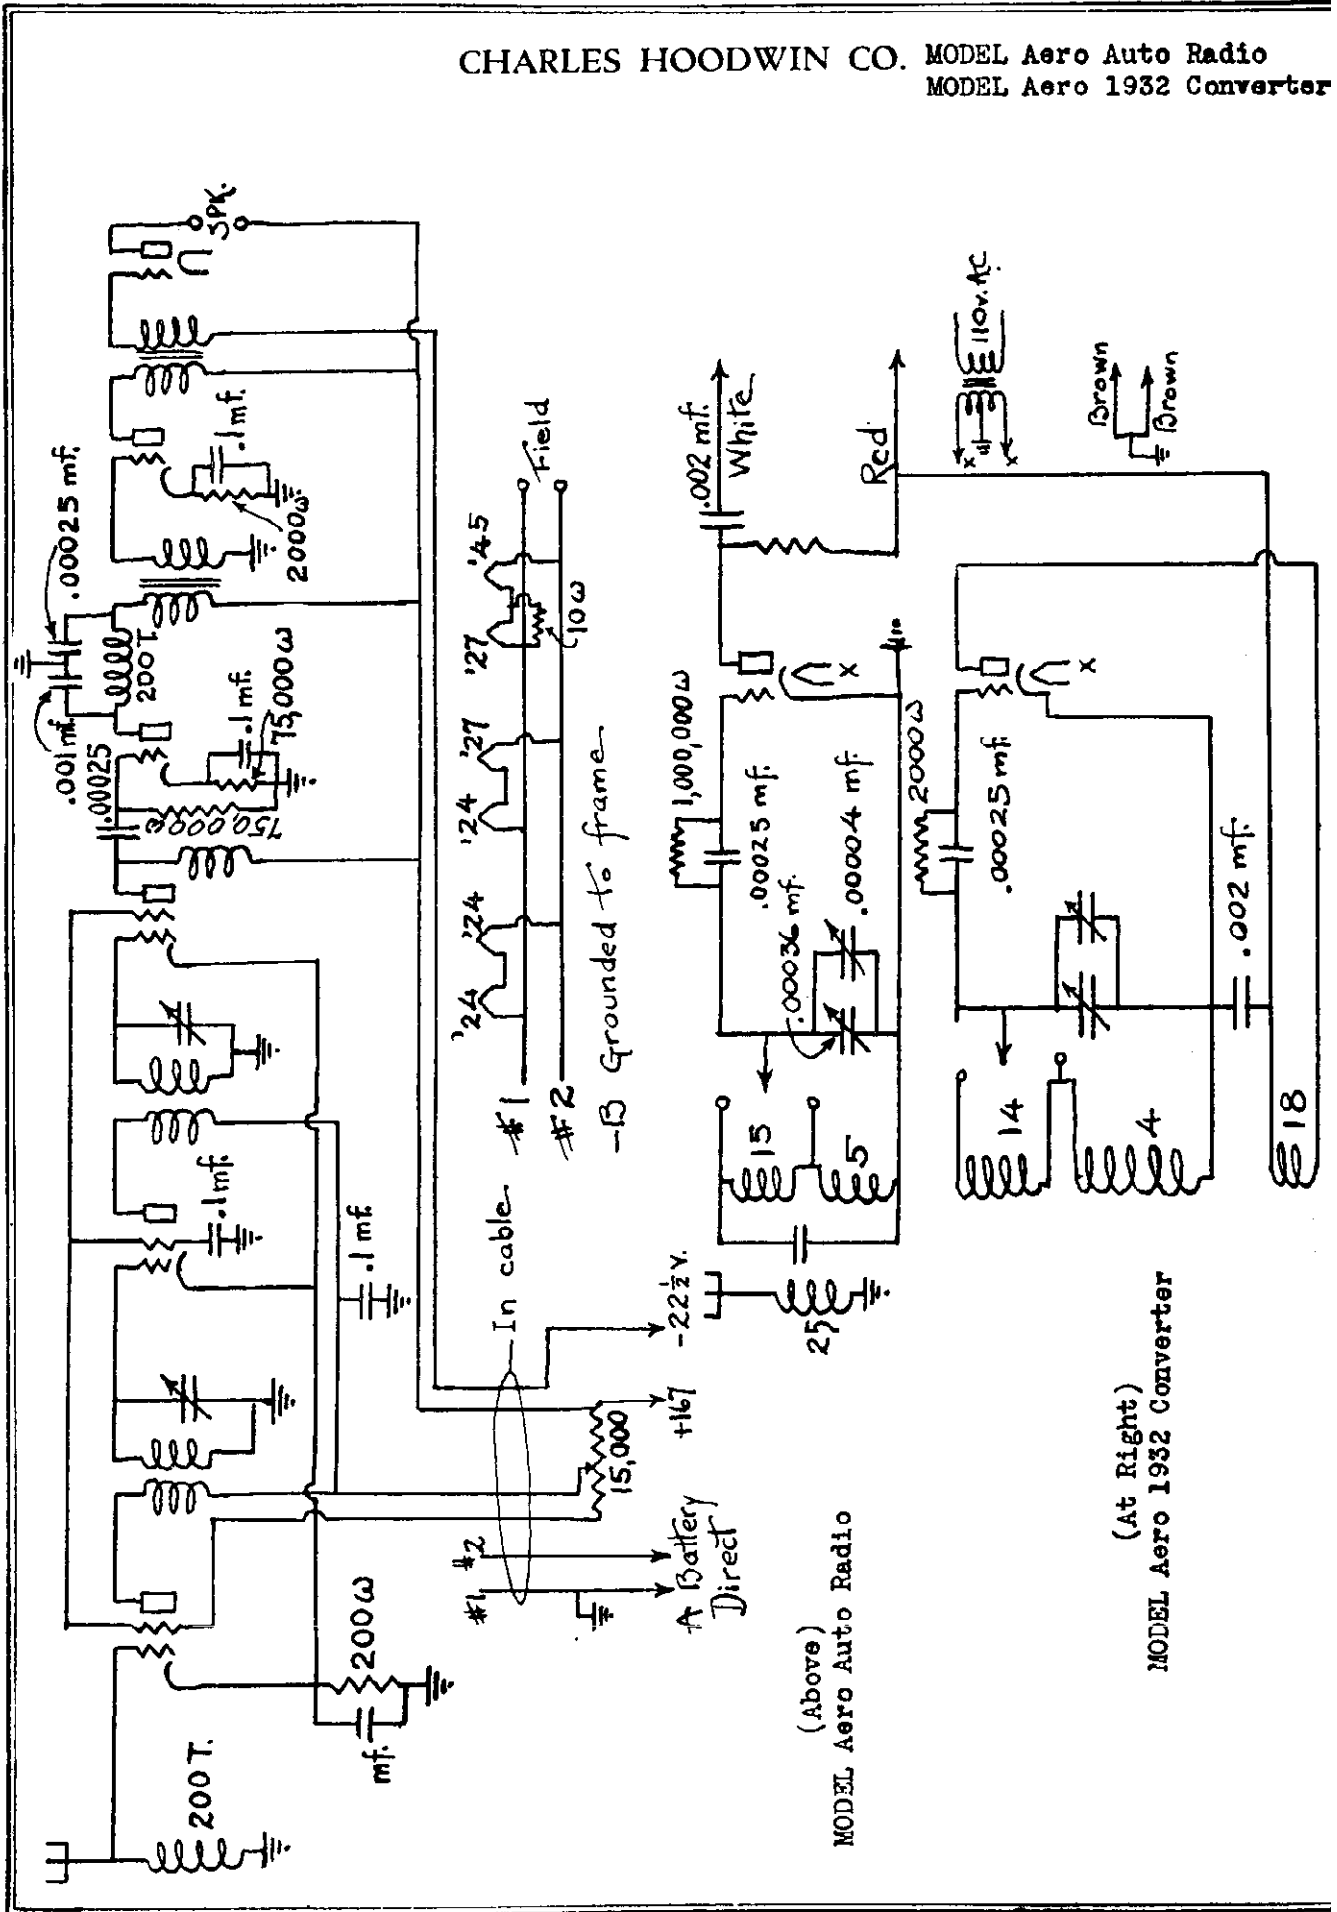 CHARLES HOODWIN CO. MODEL Aero Auto Radio
MODEL Aero 1932 Converter
SPK.
.1 mf.
2000ω
.00025 mf.
200T.
.001 mf.
.00025
750,000ω
.1 mf.
75,000ω
.1 mf.
.1 mf.
200ω
mf.
200T.
Field
'45
'27
10ω
'27
'24
'24
'24
#1
#2
-B Grounded to frame
In cable
-22½ v.
+167
15,000
#2
#1
A Battery
Direct
(Above)
MODEL Aero Auto Radio
.002 mf.
White
Red
110v. AC
x
x
Brown
Brown
1,000,000ω
.00025 mf.
.00036 mf.
.00004 mf.
x
15
5
25
2000ω
.00025 mf.
x
.002 mf.
14
4
18
(At Right)
MODEL Aero 1932 Converter